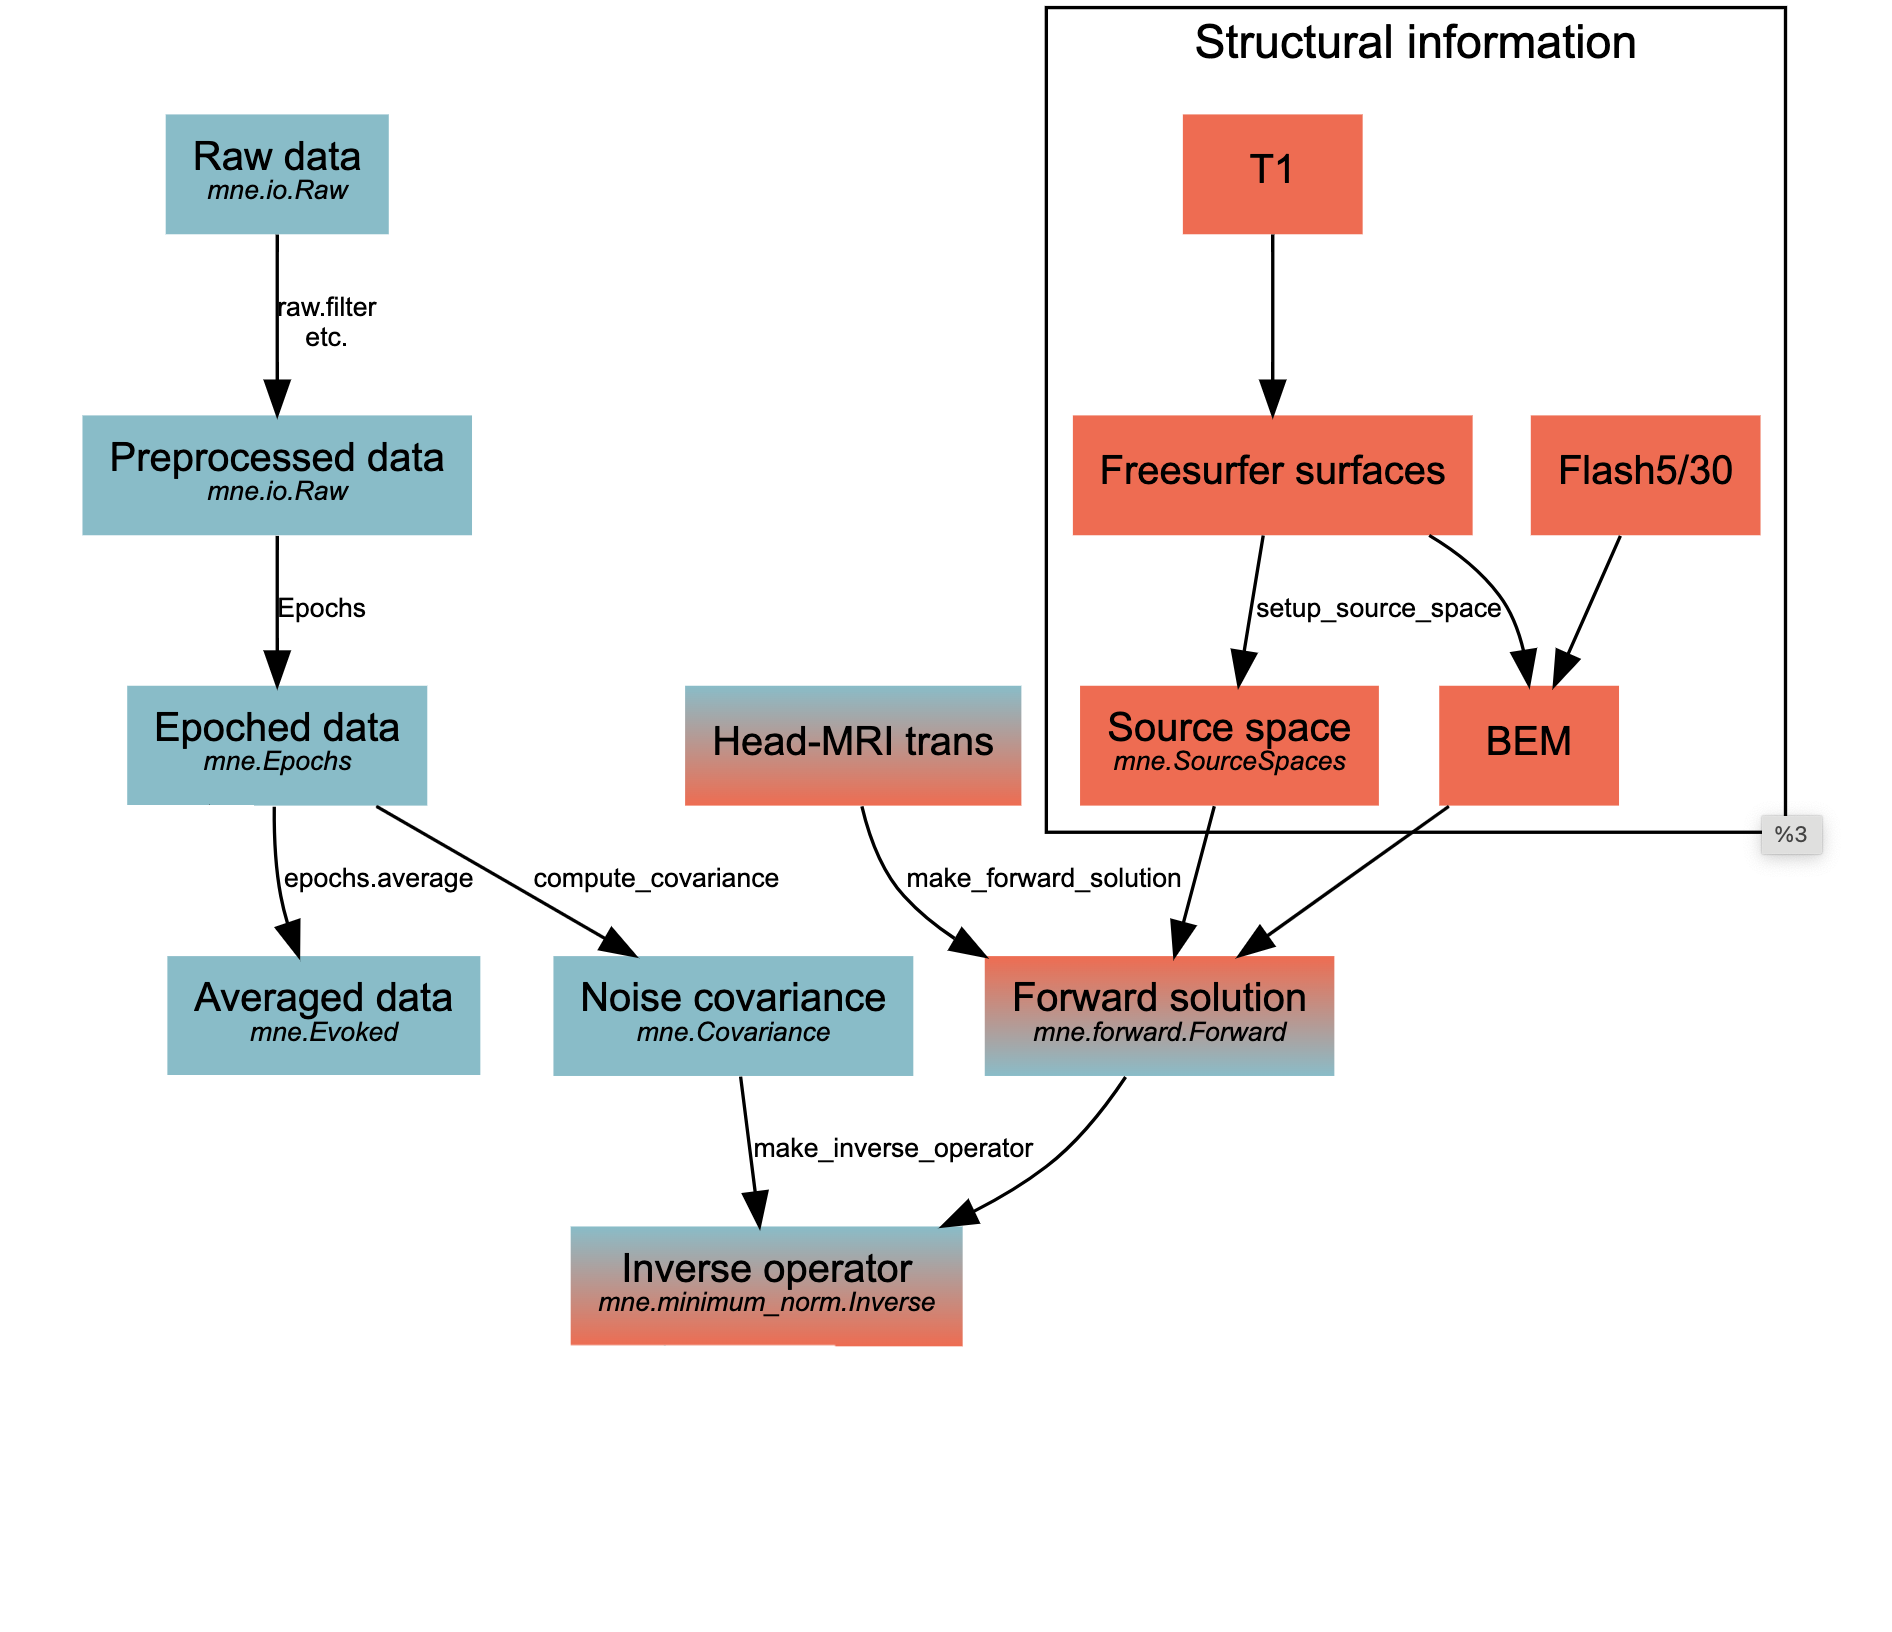 Structural information
Raw data
mne.io.Raw
T1
raw.filter
etc.
Preprocessed data
mne.io.Raw
Freesurfer surfaces
Flash5/30
Epochs
setup_source_space
Epoched data
mne.Epochs
Head-MRI trans
Source space
mne.SourceSpaces
BEM
%3
epochs.average
compute_covariance
make_forward_solution
Averaged data
mne.Evoked
Noise covariance
mne.Covariance
Forward solution
mne.forward.Forward
make_inverse_operator
Inverse operator
mne.minimum_norm.Inverse